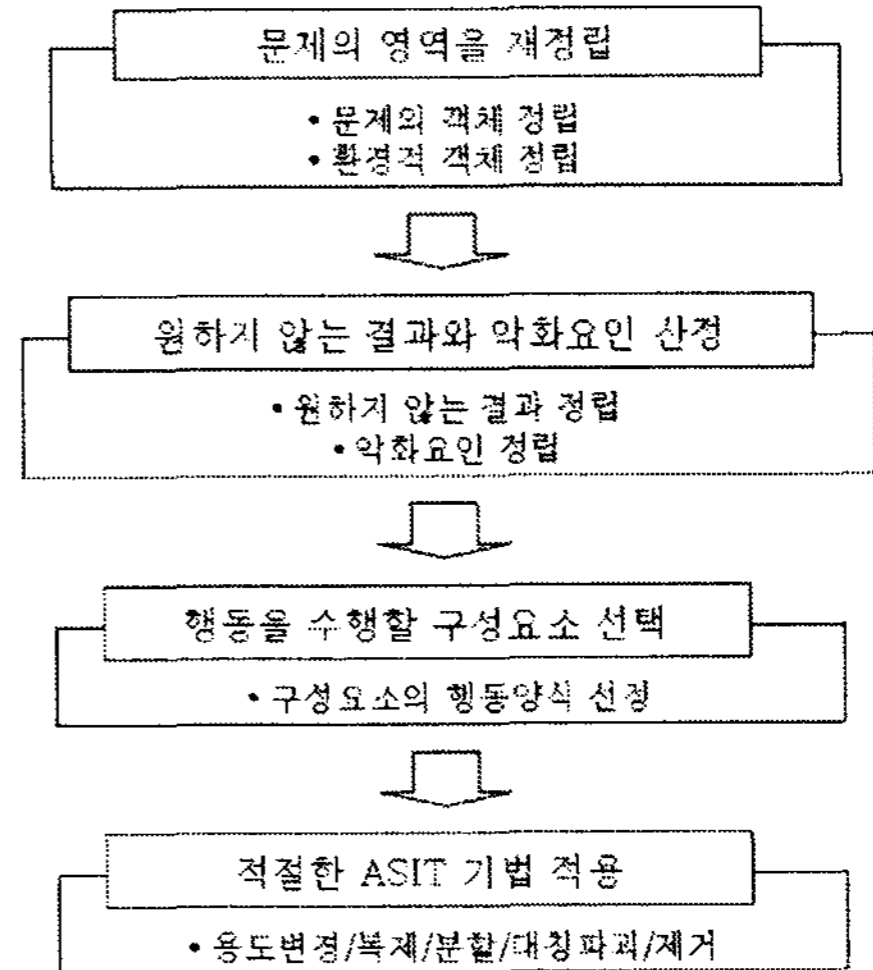 문제의 영역을 재정립
• 문제의 객체 정립
• 환경적 객체 정립
원하지 않는 결과와 악화요인 산정
• 원하지 않는 결과 정립
• 악화요인 정립
행동을 수행할 구성요소 선택
• 구성요소의 행동양식 선정
적절한 ASIT 기법 적용
• 용도변경/복제/분할/대칭파괴/제거